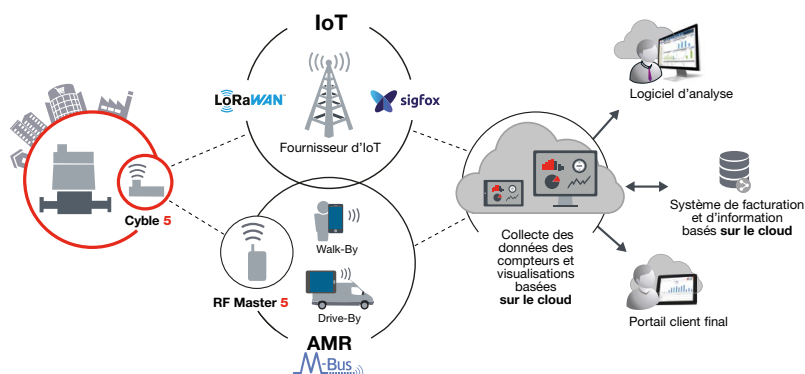 IoT
LoRaWAN™
sigfox
Fournisseur d'IoT
Cyble 5
Walk-By
RF Master 5
Drive-By
AMR
M-Bus
Collecte des
données des
compteurs et
visualisations
basées
sur le cloud
Logiciel d'analyse
Système de facturation
et d'information
basés sur le cloud
Portail client final